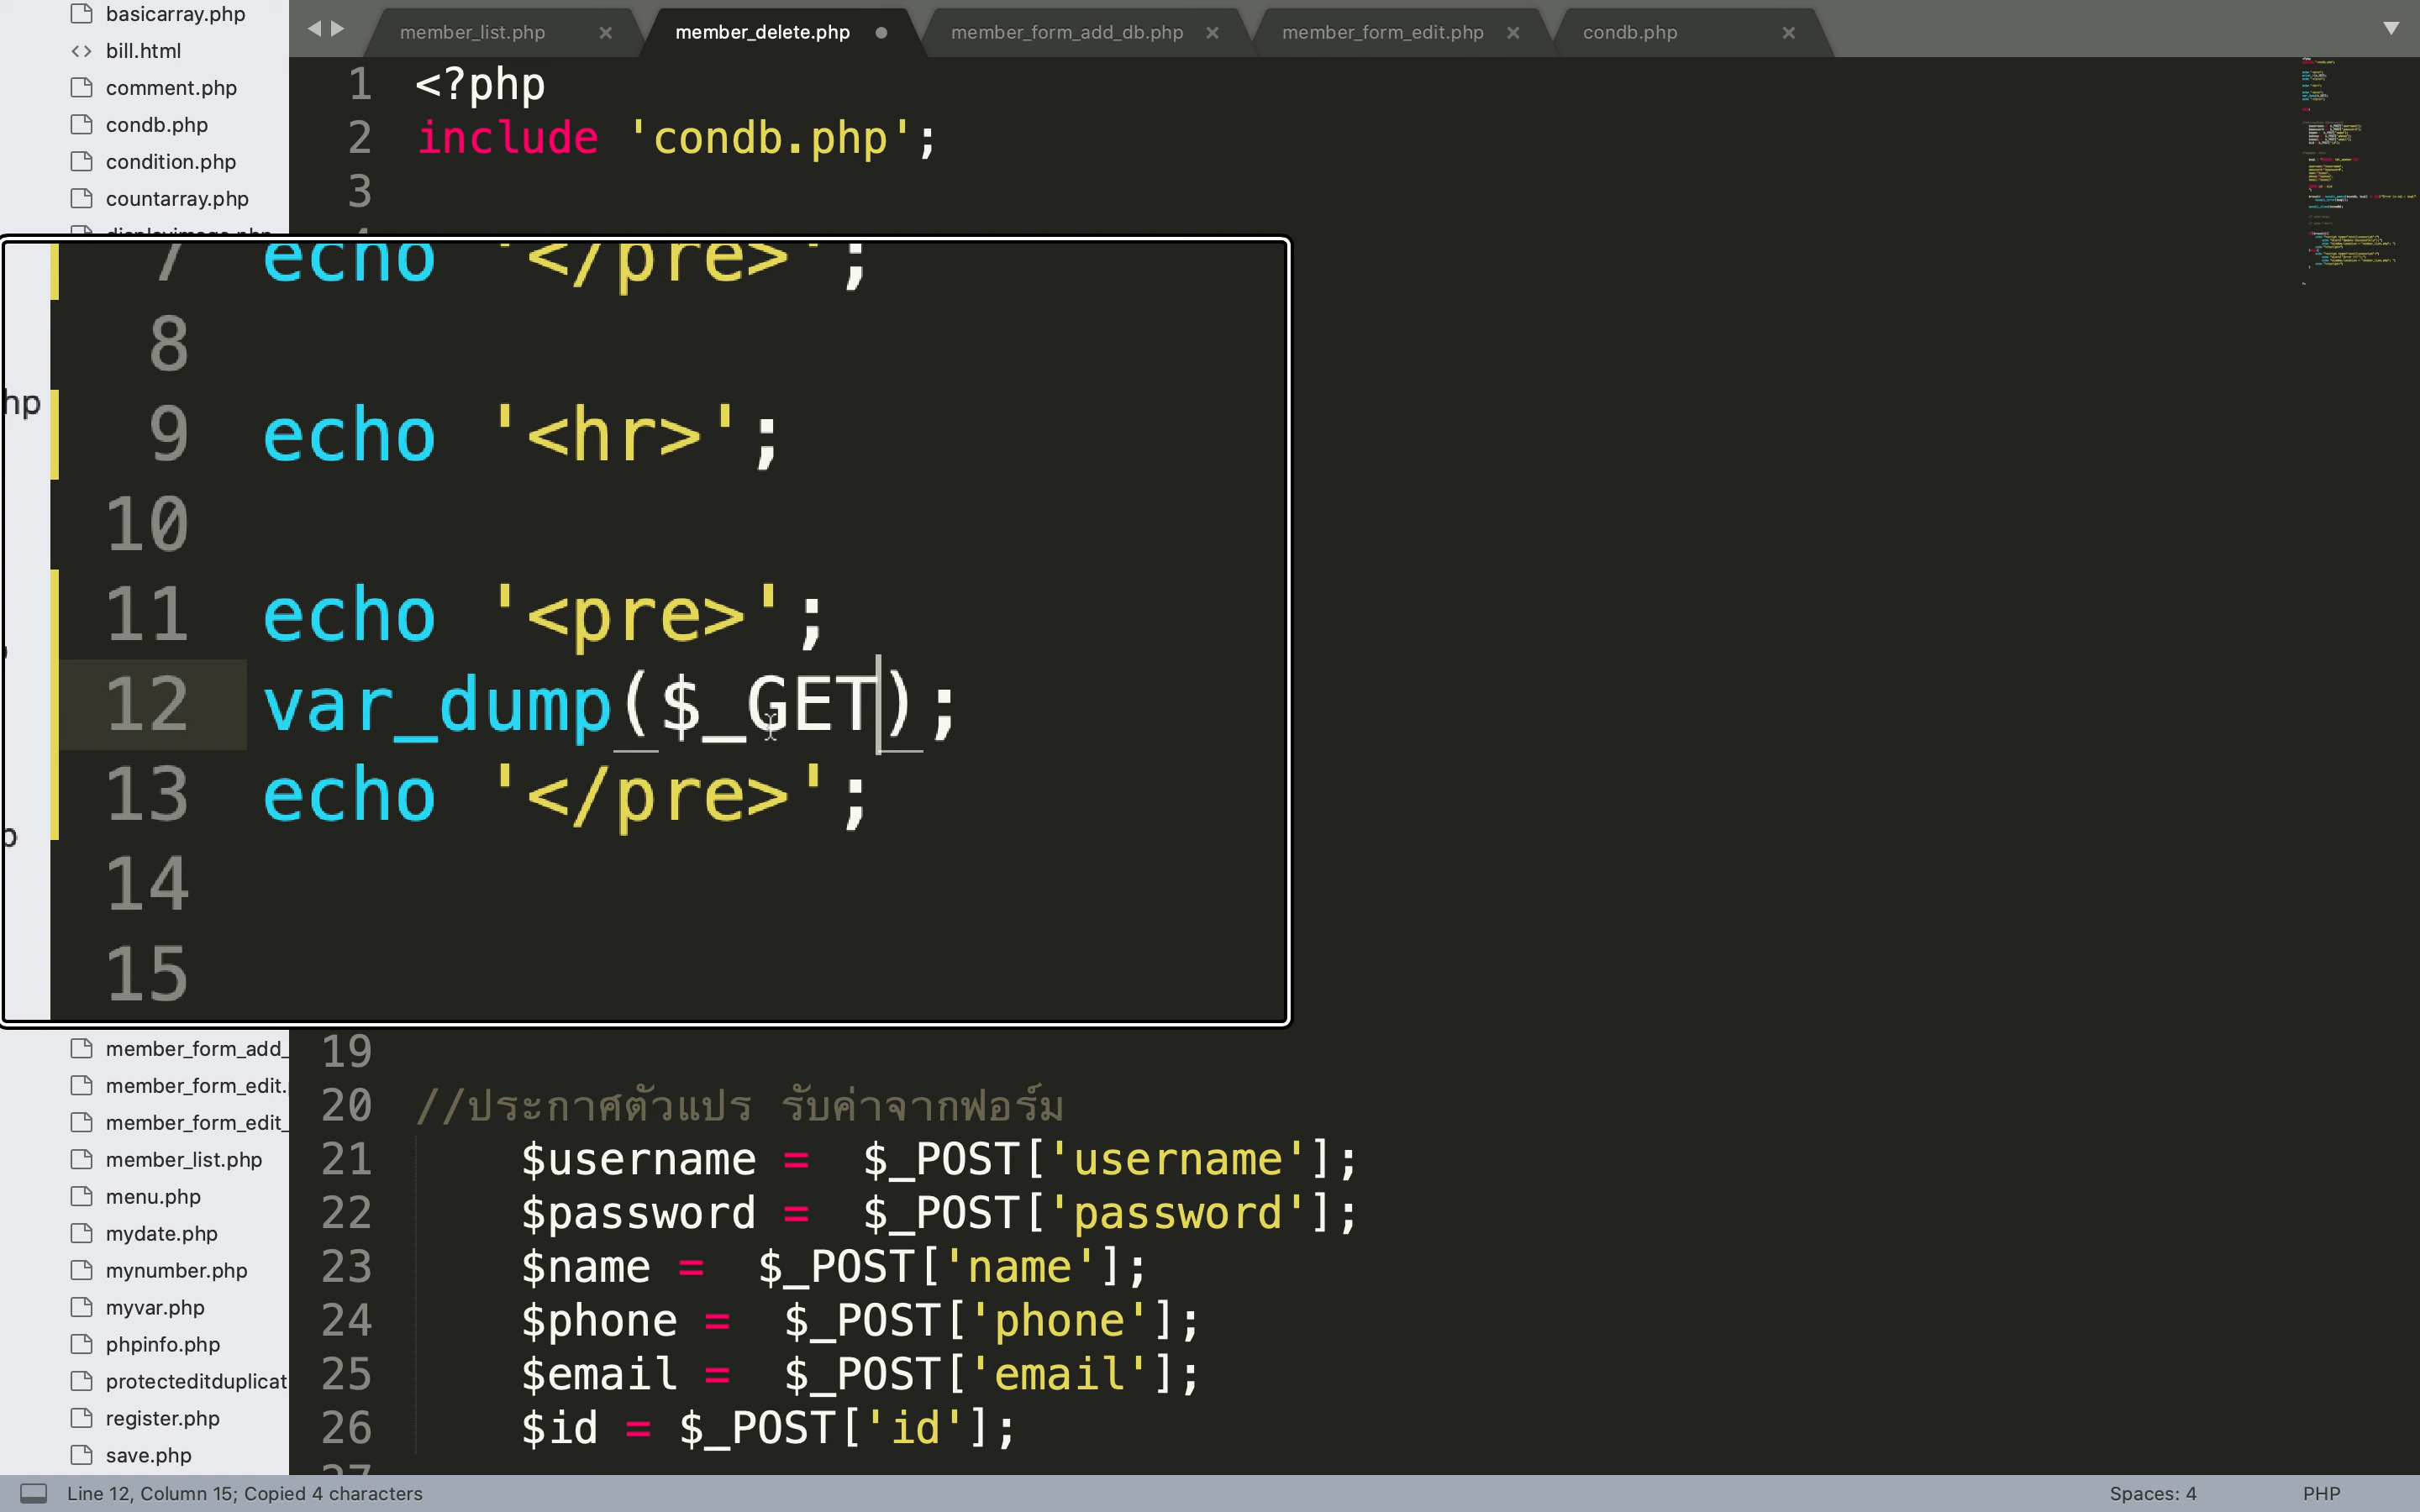 basicarray.php
bill.html
comment.php
condb.php
condition.php
countarray.php
member_list.php
member_delete.php
member_form_add_db.php
member_form_edit.php
condb.php
1 <?php
2 include 'condb.php';
3
7 echo '</pre>';
8
9 echo '<hr>';
10
11 echo '<pre>';
12 var_dump($_GET);
13 echo '</pre>';
14
15
hp
19
20 //ประกาศตัวแปร รับค่าจากฟอร์ม
21 $username = $_POST['username'];
22 $password = $_POST['password'];
23 $name = $_POST['name'];
24 $phone = $_POST['phone'];
25 $email = $_POST['email'];
26 $id = $_POST['id'];
member_form_add_
member_form_edit.
member_form_edit_
member_list.php
menu.php
mydate.php
mynumber.php
myvar.php
phpinfo.php
protecteditduplicat
register.php
save.php
Line 12, Column 15; Copied 4 characters
Spaces: 4
PHP